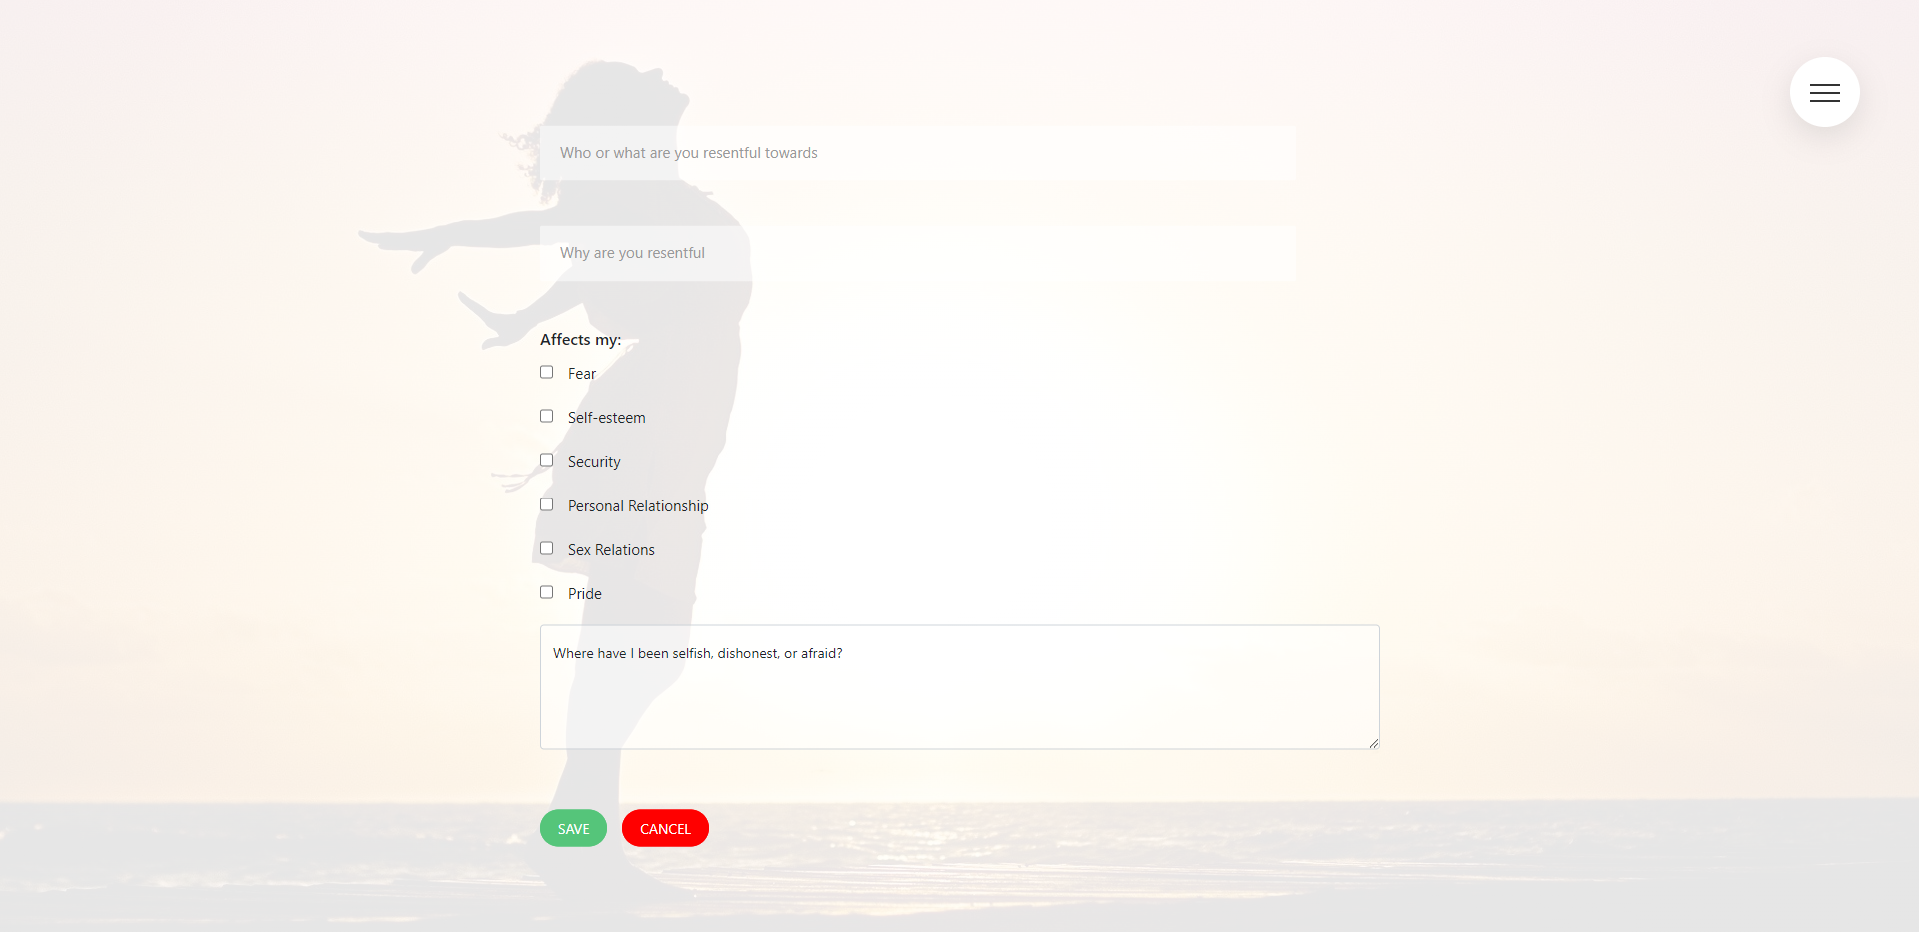 Who or what are you resentful towards
Why are you resentful
Affects my:
Fear
Self-esteem
Security
Personal Relationship
Sex Relations
Pride
Where have I been selfish, dishonest, or afraid?
SAVE CANCEL